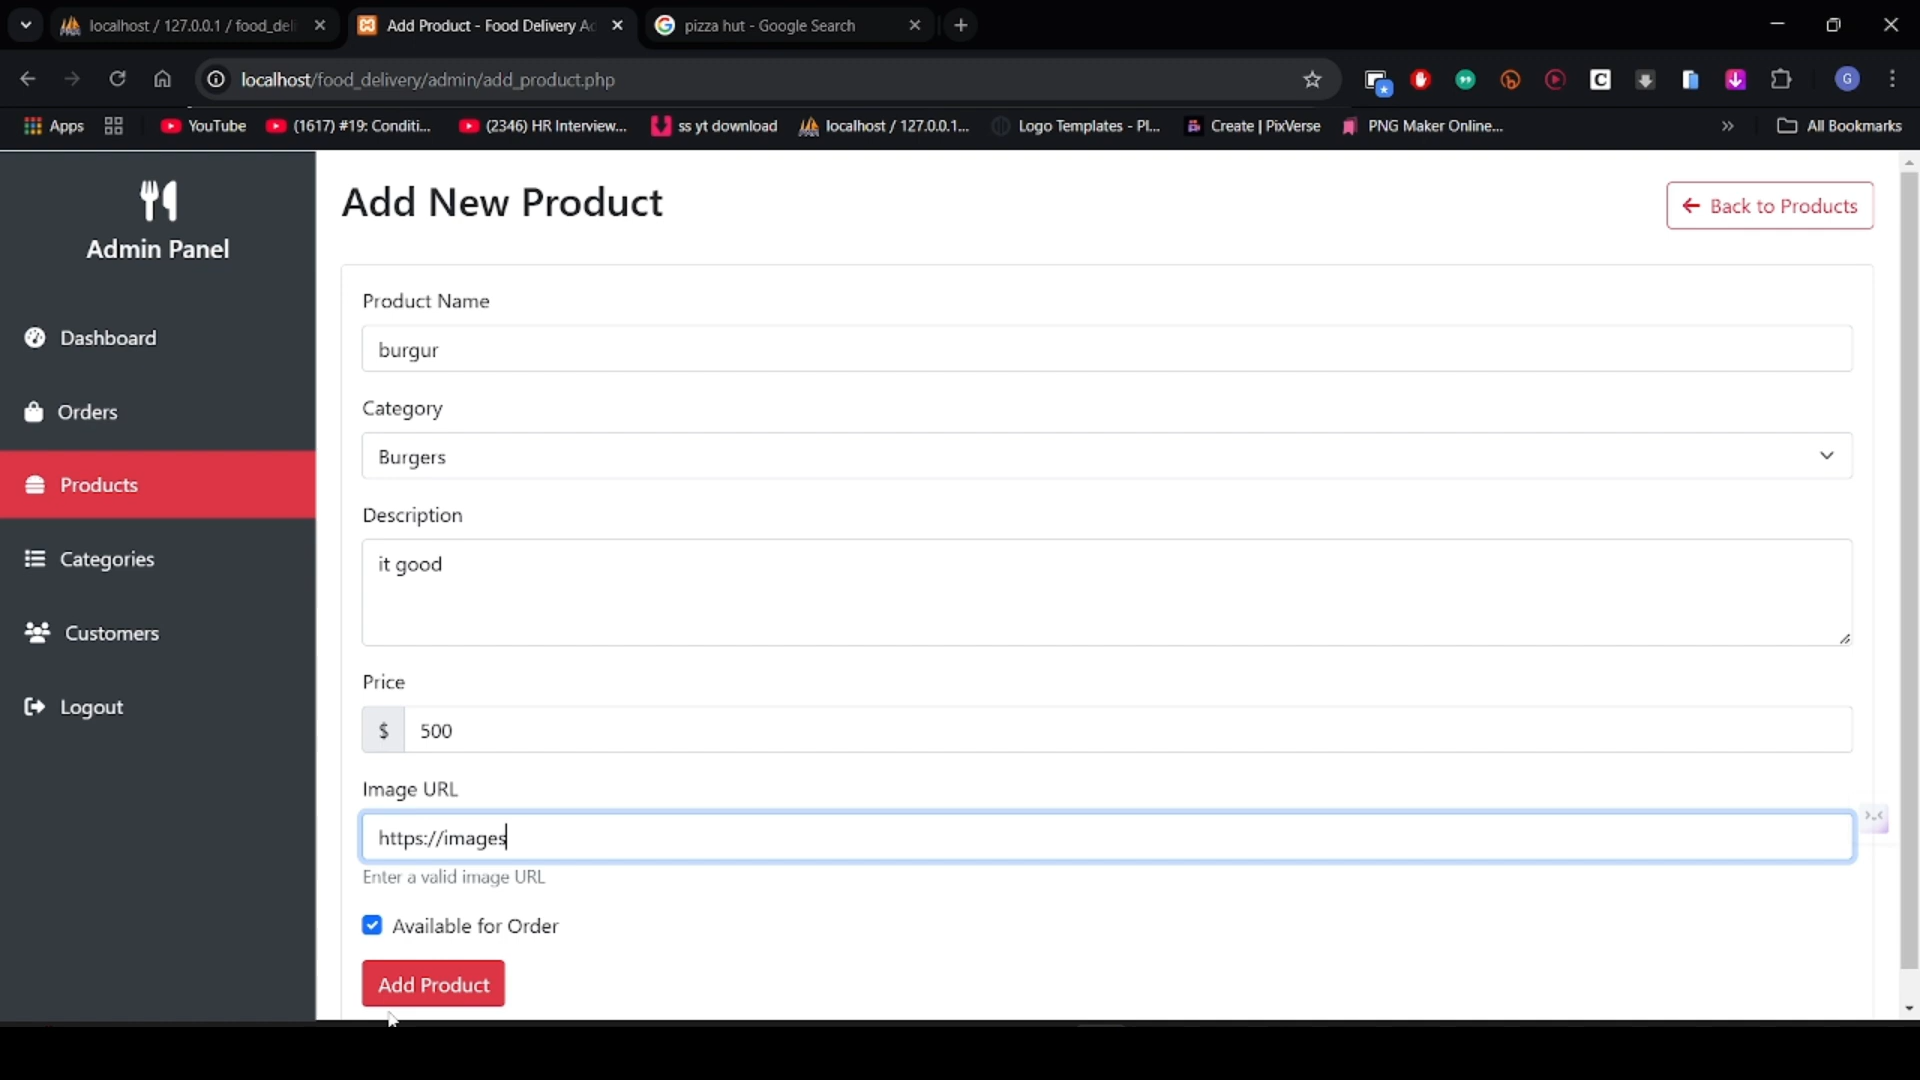 localhost / 127.0.0.1 / food_del
Add Product - Food Delivery Ad
pizza hut - Google Search
localhost/food_delivery/admin/add_product.php
G
Apps
YouTube
(1617) #19: Conditi...
(2346) HR Interview...
ss yt download
localhost / 127.0.0.1...
Logo Templates - Pl...
Create | PixVerse
PNG Maker Online...
All Bookmarks
Admin Panel
Dashboard
Orders
Products
Categories
Customers
Logout
Add New Product
Back to Products
Product Name
burgur
Category
Burgers
Description
it good
Price
$ 500
Image URL
https://images
Enter a valid image URL
Available for Order
Add Product